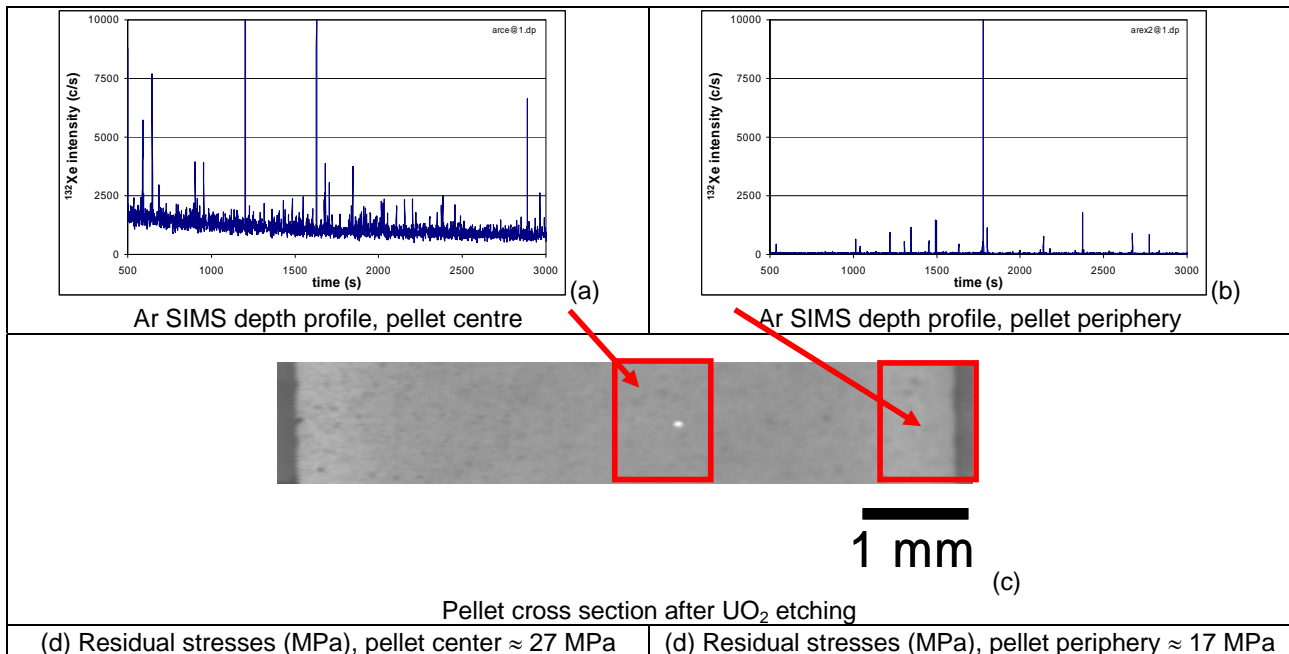 10000
7500
5000
2500
0
¹³²Xe intensity (c/s)
arce@1.dp
500 1000 1500 2000 2500 3000
time (s)
(a)
Ar SIMS depth profile, pellet centre
10000
7500
5000
2500
0
¹³²Xe intensity (c/s)
arex2@1.dp
500 1000 1500 2000 2500 3000
time (s)
(b)
Ar SIMS depth profile, pellet periphery
1 mm
(c)
Pellet cross section after UO₂ etching
(d) Residual stresses (MPa), pellet center ≈ 27 MPa
(d) Residual stresses (MPa), pellet periphery ≈ 17 MPa